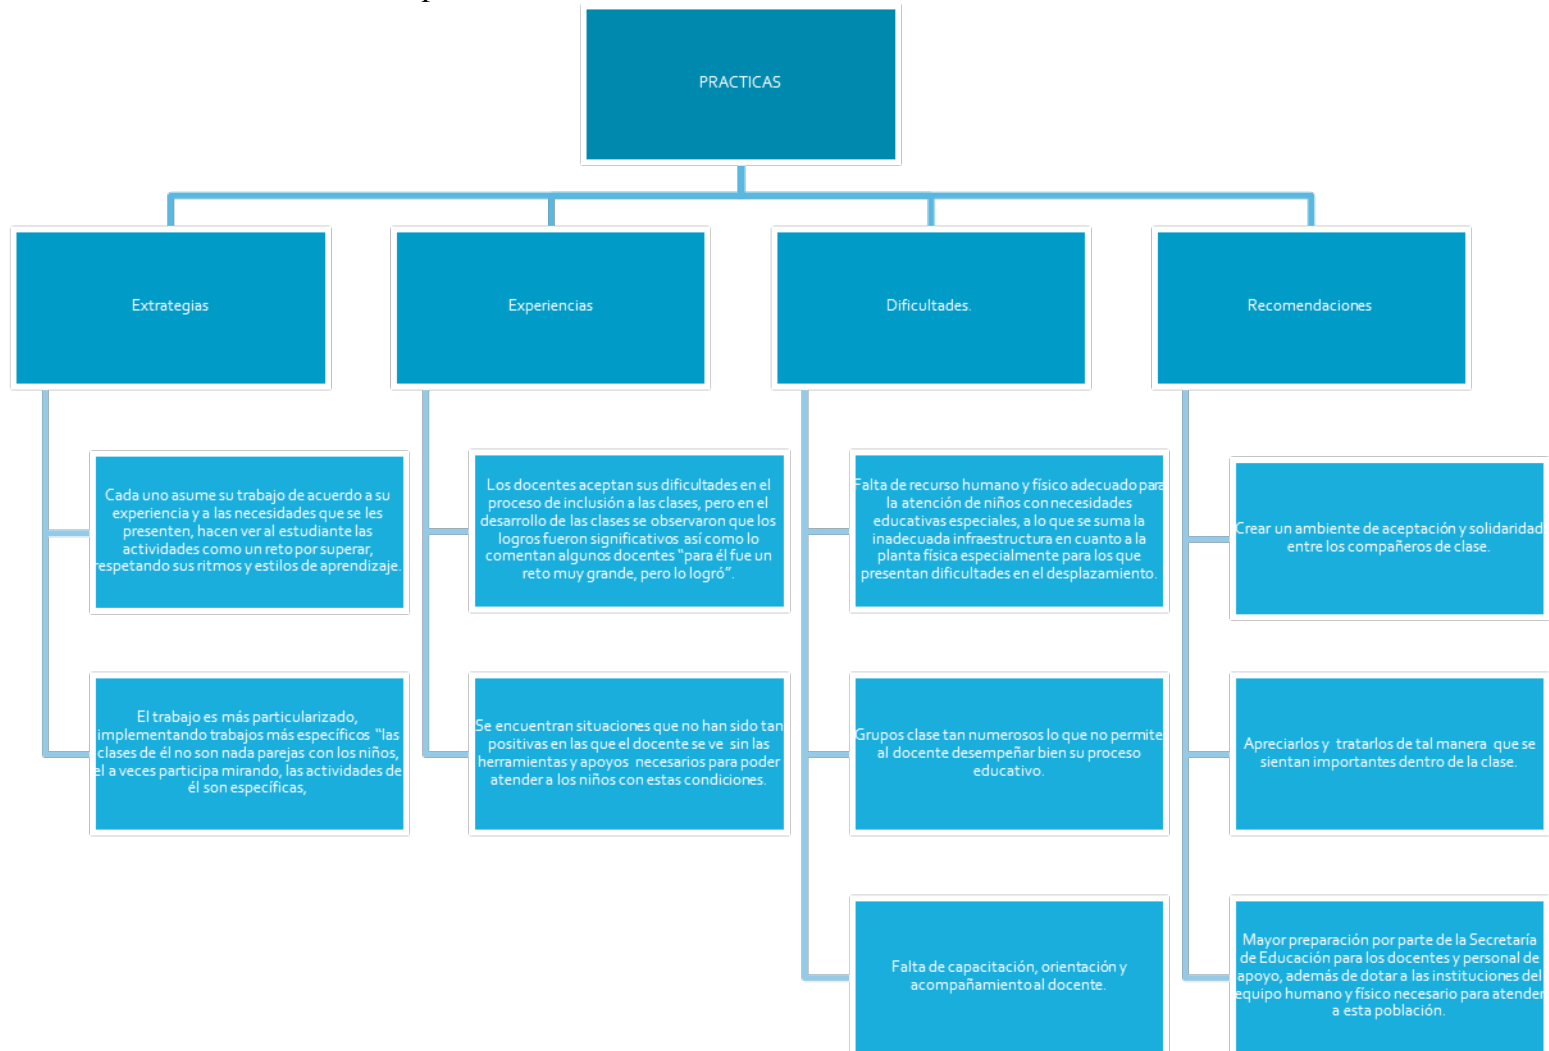 PRACTICAS
Extrategias
Cada uno asume su trabajo de acuerdo a su
experiencia y a las necesidades que se les
presenten, hacen ver al estudiante las
actividades como un reto por superar,
respetando sus ritmos y estilos de aprendizaje.
El trabajo es más particularizado,
implementando trabajos más específicos "las
clases de él no son nada parejas con los niños,
el a veces participa mirando, las actividades de
él son específicas,
Experiencias
Los docentes aceptan sus dificultades en el
proceso de inclusión a las clases, pero en el
desarrollo de las clases se observaron que los
logros fueron significativos así como lo
comentan algunos docentes "para él fue un
reto muy grande, pero lo logró".
Se encuentran situaciones que no han sido tan
positivas en las que el docente se ve sin las
herramientas y apoyos necesarios para poder
atender a los niños con estas condiciones.
Dificultades.
Falta de recurso humano y físico adecuado para
la atención de niños con necesidades
educativas especiales, a lo que se suma la
inadecuada infraestructura en cuanto a la
planta física especialmente para los que
presentan dificultades en el desplazamiento.
Grupos clase tan numerosos lo que no permite
al docente desempeñar bien su proceso
educativo.
Falta de capacitación, orientación y
acompañamiento al docente.
Recomendaciones
Crear un ambiente de aceptación y solidaridad
entre los compañeros de clase.
Apreciarlos y tratarlos de tal manera que se
sientan importantes dentro de la clase.
Mayor preparación por parte de la Secretaría
de Educación para los docentes y personal de
apoyo, además de dotar a las instituciones del
equipo humano y físico necesario para atender
a esta población.